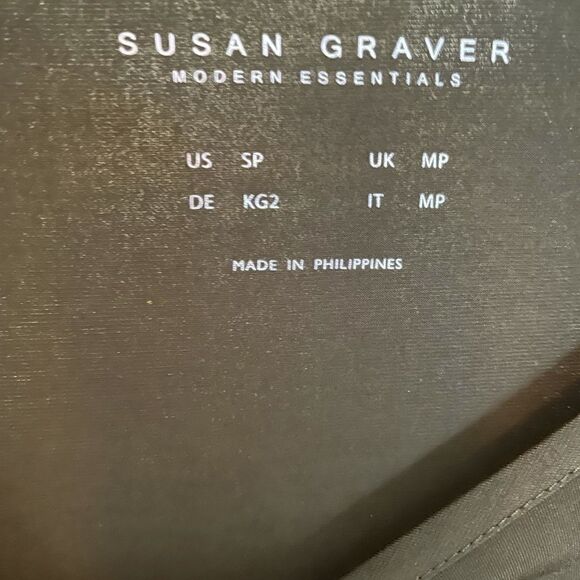 SUSAN GRAVER
MODERN ESSENTIALS
US SP UK MP
DE KG2 IT MP
MADE IN PHILIPPINES